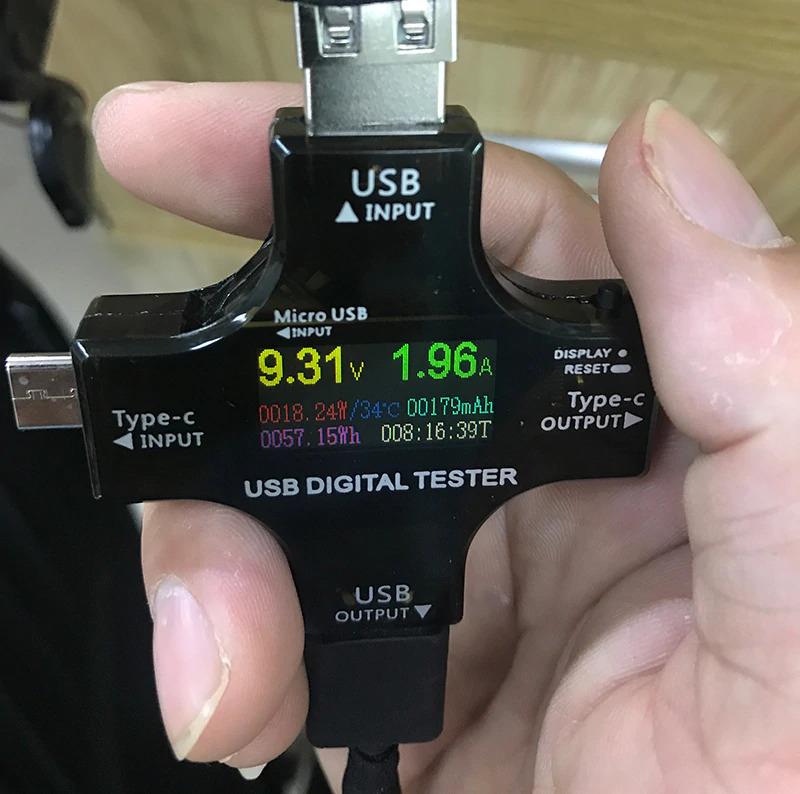 USB
▲ INPUT
Micro USB
◀INPUT
9.31V 1.96A
DISPLAY ●
RESET
0018.24W/34°C 00179mAh
0057.15Wh 008:16:39T
Type-c
◀ INPUT
Type-c
OUTPUT▶
USB DIGITAL TESTER
USB
OUTPUT▼